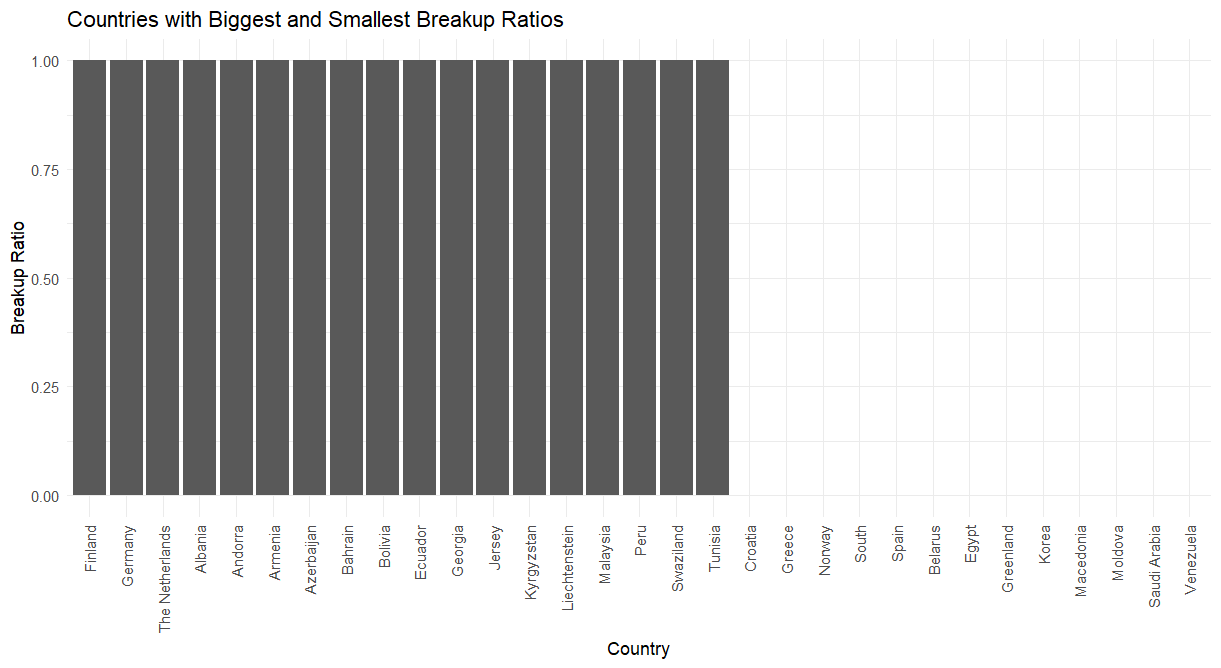 Countries with Biggest and Smallest Breakup Ratios
Breakup Ratio
1.00
0.75
0.50
0.25
0.00
Finland
Germany
The Netherlands
Albania
Andorra
Armenia
Azerbaijan
Bahrain
Bolivia
Ecuador
Georgia
Jersey
Kyrgyzstan
Liechtenstein
Malaysia
Peru
Swaziland
Tunisia
Croatia
Greece
Norway
South
Spain
Belarus
Egypt
Greenland
Korea
Macedonia
Moldova
Saudi Arabia
Venezuela
Country